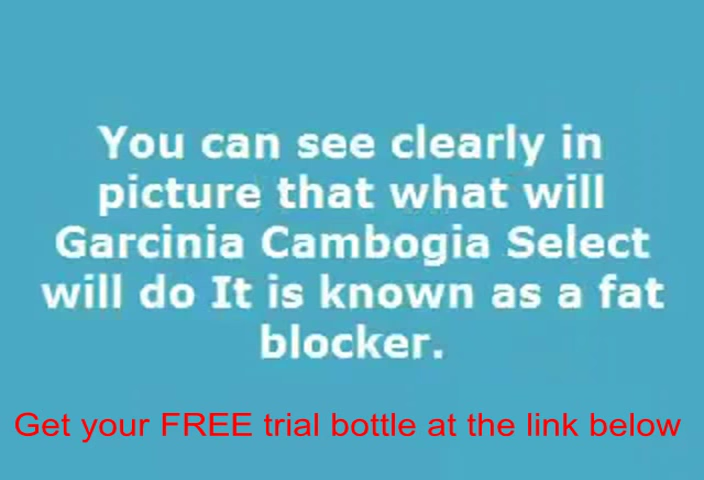 You can see clearly in
picture that what will
Garcinia Cambogia Select
will do It is known as a fat
blocker.
Get your FREE trial bottle at the link below